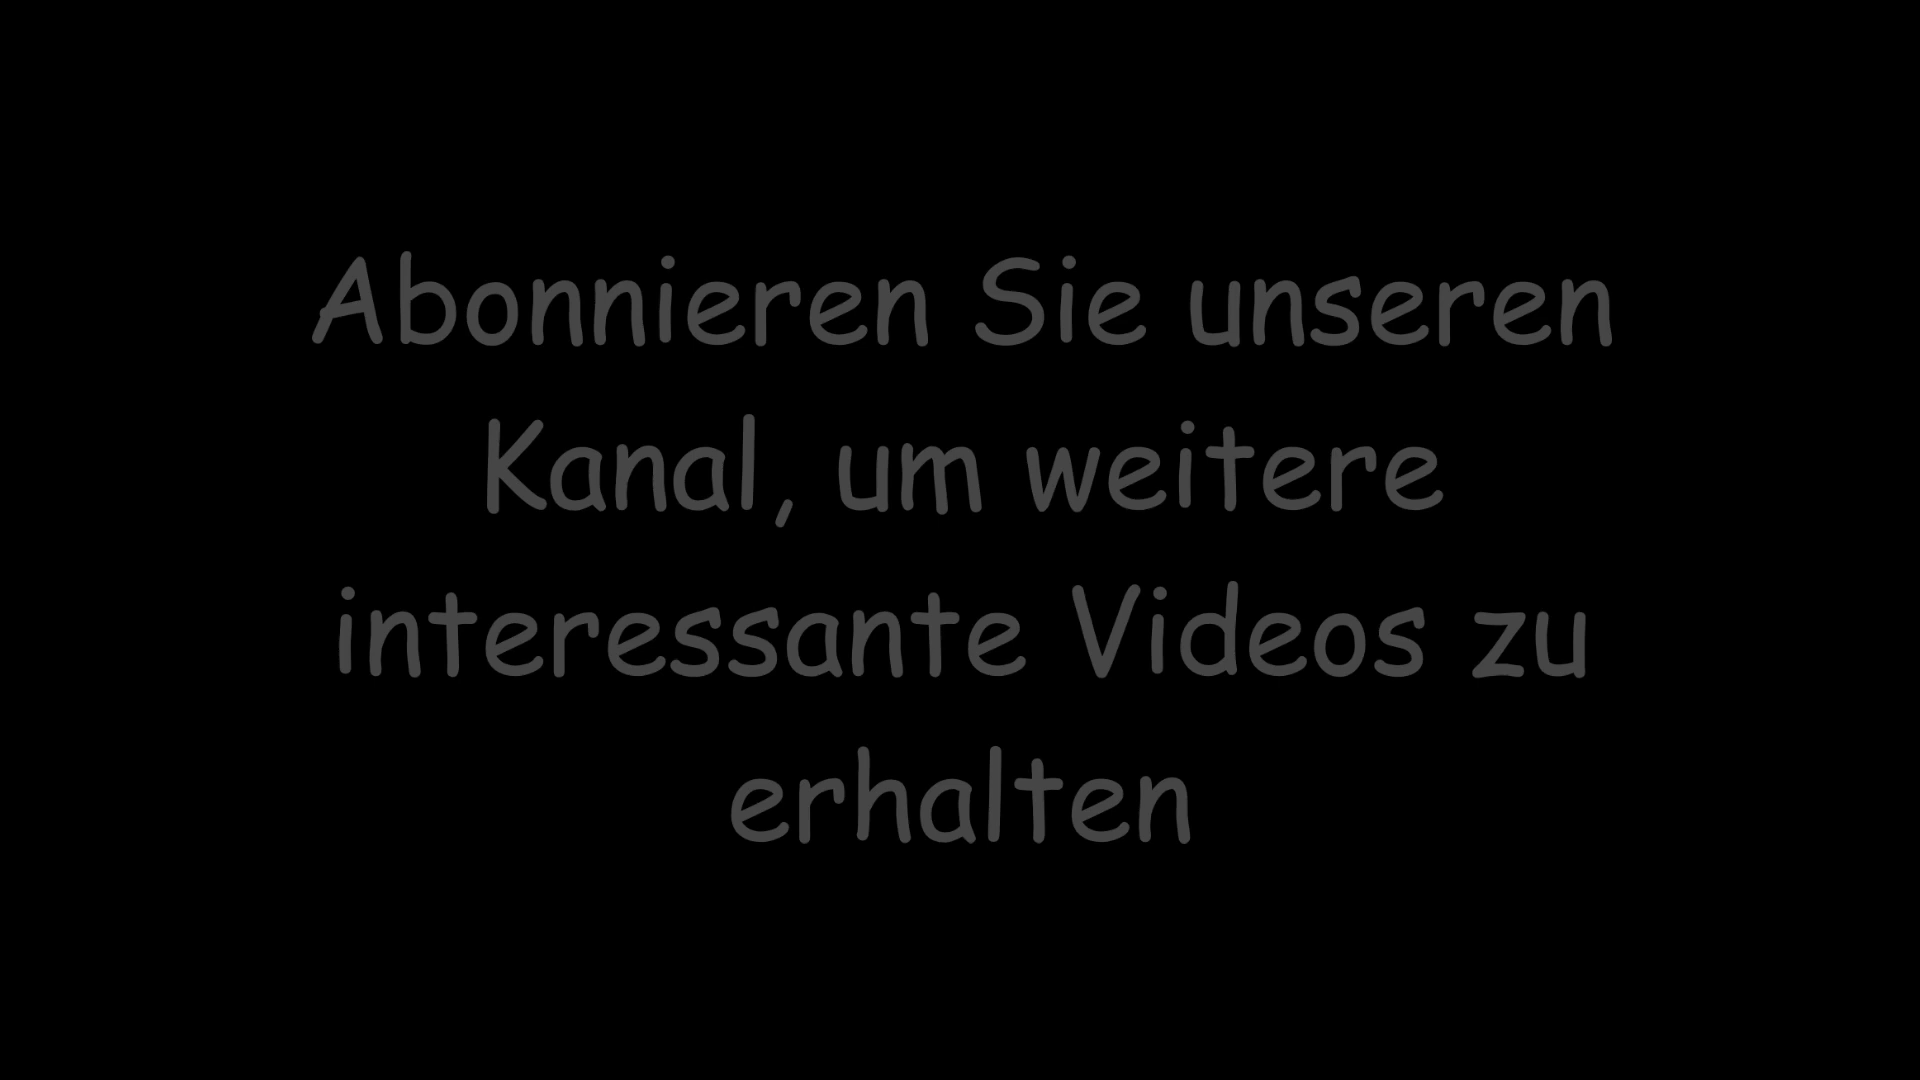 Abonnieren Sie unseren
Kanal, um weitere
interessante Videos zu
erhalten